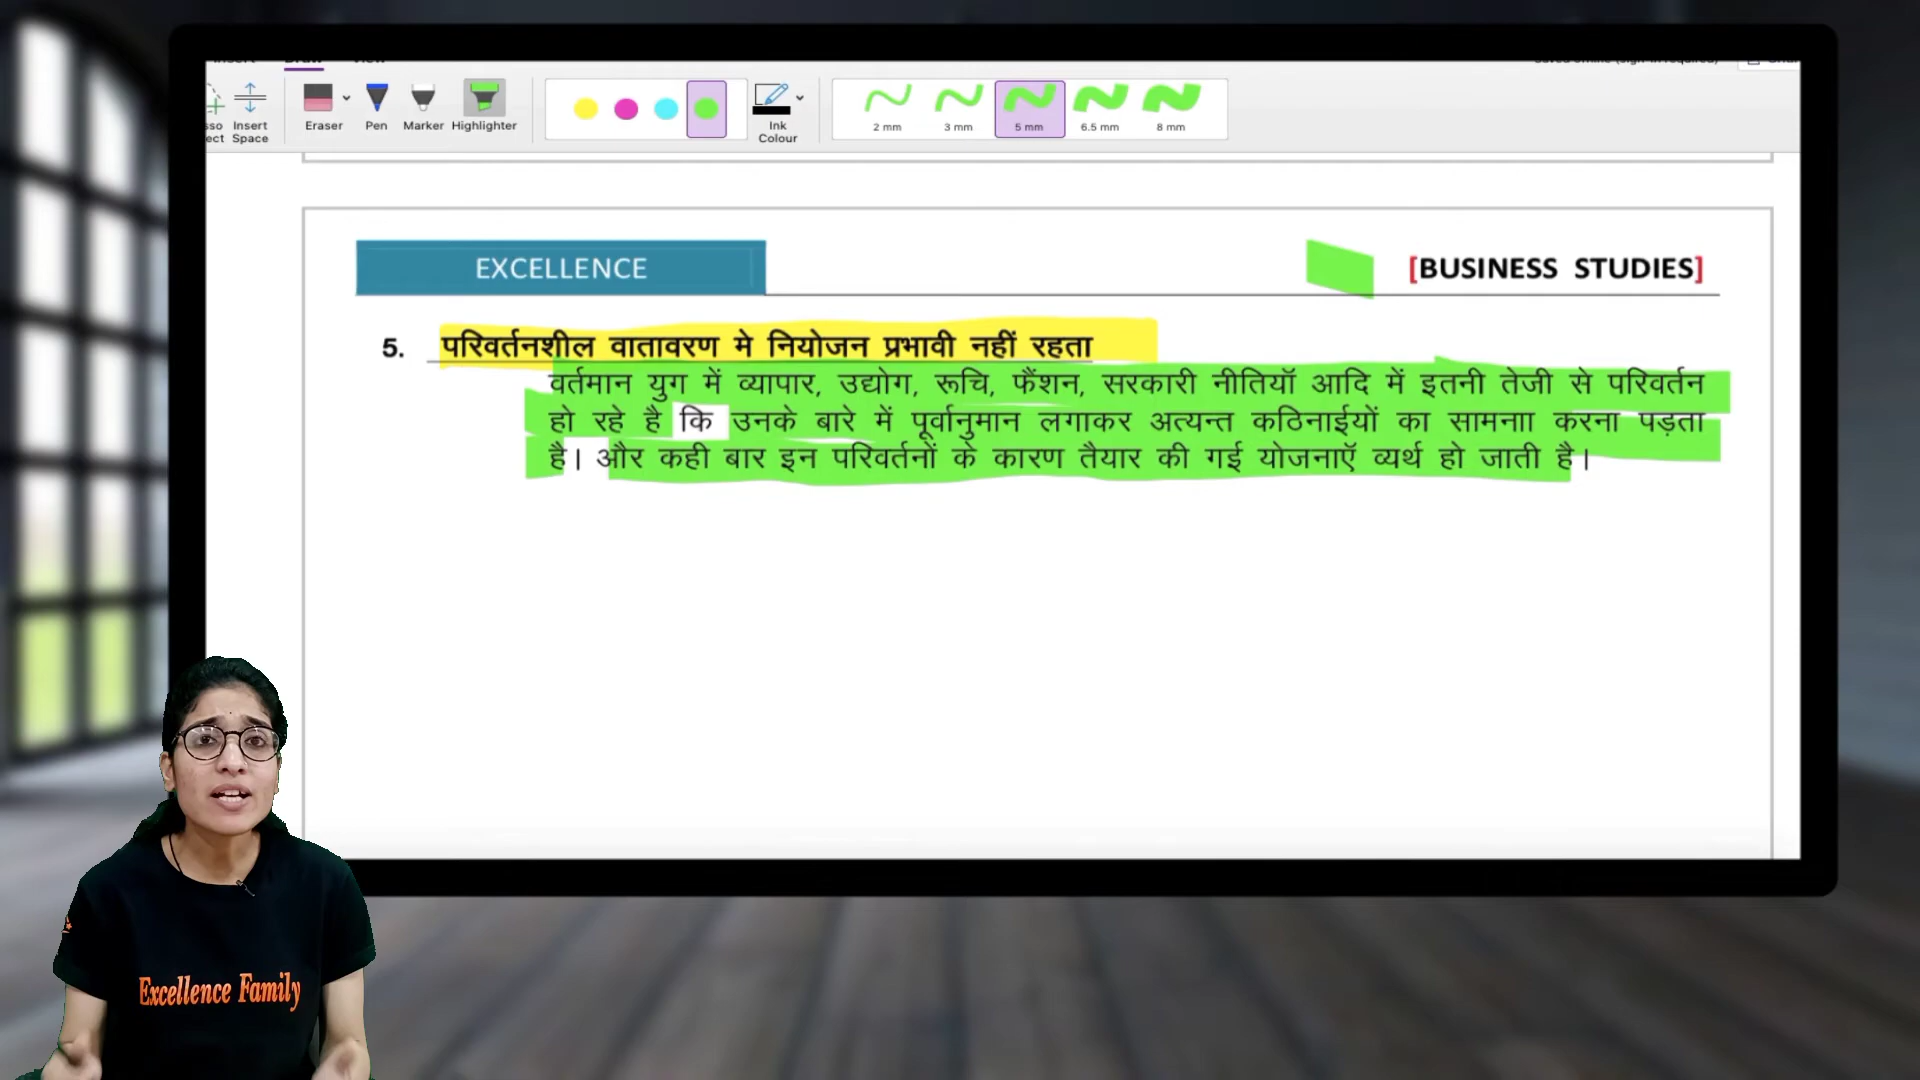 Insert
Space
Eraser
Pen
Marker
Highlighter
Ink
Colour
2 mm
3 mm
5 mm
6.5 mm
8 mm
EXCELLENCE
[BUSINESS STUDIES]
5. परिवर्तनशील वातावरण मे नियोजन प्रभावी नहीं रहता
वर्तमान युग में व्यापार, उद्योग, रूचि, फैंशन, सरकारी नीतियॉ आदि में इतनी तेजी से परिवर्तन
हो रहे है कि उनके बारे में पूर्वानुमान लगाकर अत्यन्त कठिनाईयों का सामनाा करना पड़ता
है। और कही बार इन परिवर्तनों के कारण तैयार की गई योजनाऍ व्यर्थ हो जाती है।
Excellence Family